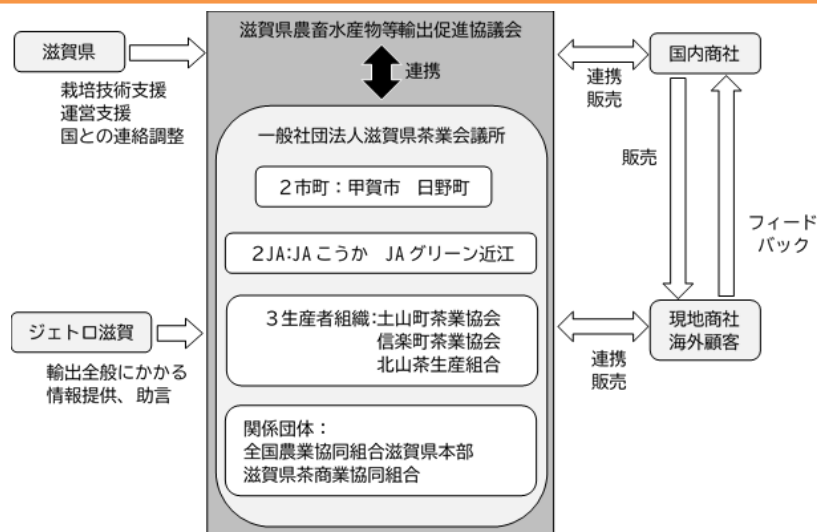 滋賀県
栽培技術支援
運営支援
国との連絡調整
ジェトロ滋賀
輸出全般にかかる
情報提供、助言
滋賀県農畜水産物等輸出促進協議会
連携
一般社団法人滋賀県茶業会議所
2市町：甲賀市　日野町
2JA：JAこうか　JAグリーン近江
3生産者組織：土山町茶業協会
信楽町茶業協会
北山茶生産組合
関係団体：
全国農業協同組合滋賀県本部
滋賀県茶商業協同組合
連携
販売
国内商社
販売
フィード
バック
連携
販売
現地商社
海外顧客